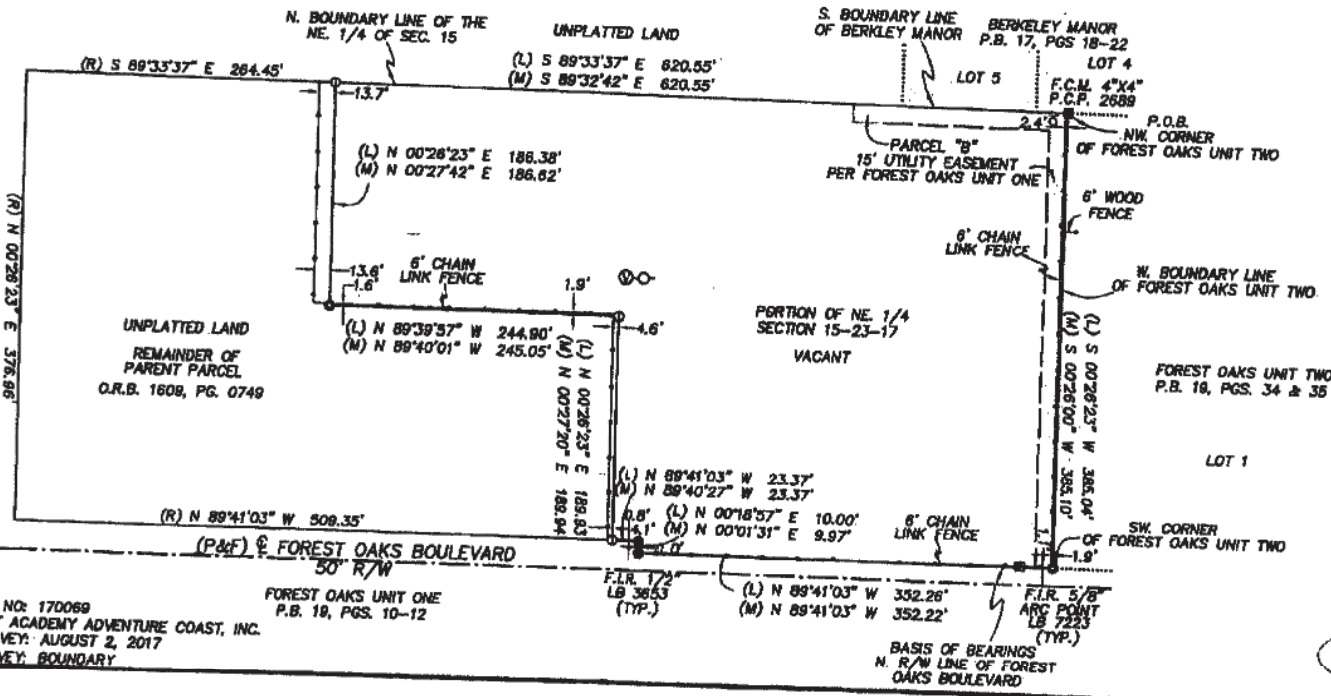 N. BOUNDARY LINE OF THE
NE. 1/4 OF SEC. 15
UNPLATTED LAND
S. BOUNDARY LINE
OF BERKLEY MANOR
BERKELEY MANOR
P.B. 17, PGS 18-22
LOT 4
LOT 5
(R) S 89°33'37" E 264.45'
(L) S 89°33'37" E 620.55'
(M) S 89°32'42" E 620.55'
F.C.M. 4"X4"
P.C.P. 2689
13.7'
2.4'
P.O.B.
NW. CORNER
OF FOREST OAKS UNIT TWO
PARCEL "B"
15' UTILITY EASEMENT
PER FOREST OAKS UNIT ONE
(L) N 00°26'23" E 186.38'
(M) N 00°27'42" E 186.62'
6' WOOD
FENCE
6' CHAIN
LINK FENCE
(R) N 00°26'23" E 376.66'
13.6'
1.6'
6' CHAIN
LINK FENCE
1.9'
W. BOUNDARY LINE
OF FOREST OAKS UNIT TWO
4.6'
UNPLATTED LAND
REMAINDER OF
PARENT PARCEL
O.R.B. 1609, PG. 0749
(L) N 89°39'57" W 244.90'
(M) N 89°40'01" W 245.05'
PORTION OF NE. 1/4
SECTION 15-23-17
VACANT
(L) N 00°26'23" E 189.83'
(M) N 00°27'20" E 189.94'
(L) S 00°26'23" W 385.04'
(M) S 00°26'00" W 385.10'
FOREST OAKS UNIT TWO
P.B. 19, PGS. 34 & 35
LOT 1
(L) N 89°41'03" W 23.37'
(M) N 89°40'27" W 23.37'
(R) N 89°41'03" W 509.35'
0.8'
(L) N 00°18'57" E 10.00'
4.1'
(M) N 00°01'31" E 9.97'
6' CHAIN
LINK FENCE
SW. CORNER
OF FOREST OAKS UNIT TWO
1.9'
(P&F) ℄ FOREST OAKS BOULEVARD
50' R/W
F.I.R. 1/2"
LB 3653
(TYP.)
(L) N 89°41'03" W 352.26'
(M) N 89°41'03" W 352.22'
F.I.R. 5/8"
ARC POINT
LB 7223
(TYP.)
FOREST OAKS UNIT ONE
P.B. 19, PGS. 10-12
BASIS OF BEARINGS
N. R/W LINE OF FOREST
OAKS BOULEVARD
NO: 170069
ACADEMY ADVENTURE COAST, INC.
VEY: AUGUST 2, 2017
VEY: BOUNDARY